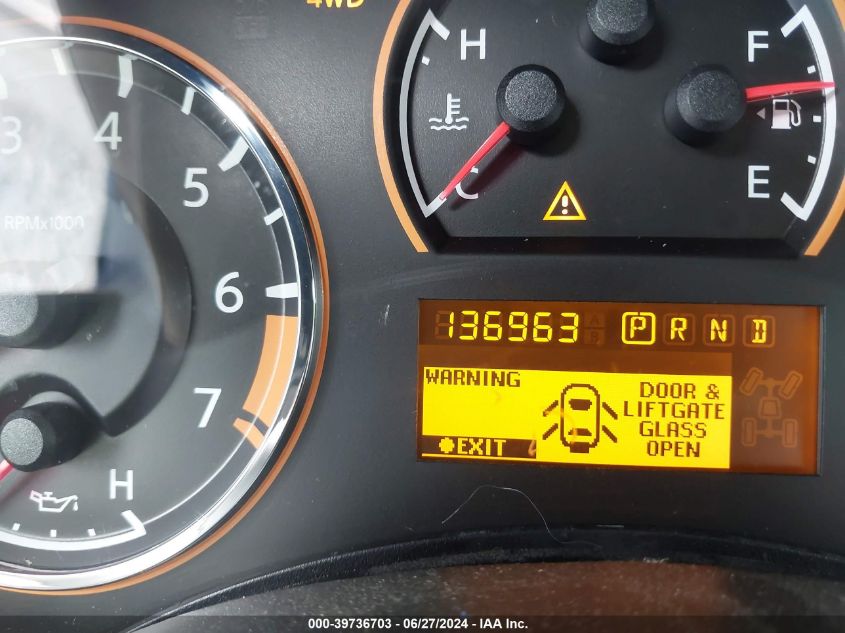 4WD
H
F
3
4
5
RPMx1000
C
E
6
136963 P R N D
WARNING
DOOR &
LIFTGATE
GLASS
OPEN
EXIT
7
H
000-39736703 - 06/27/2024 - IAA Inc.